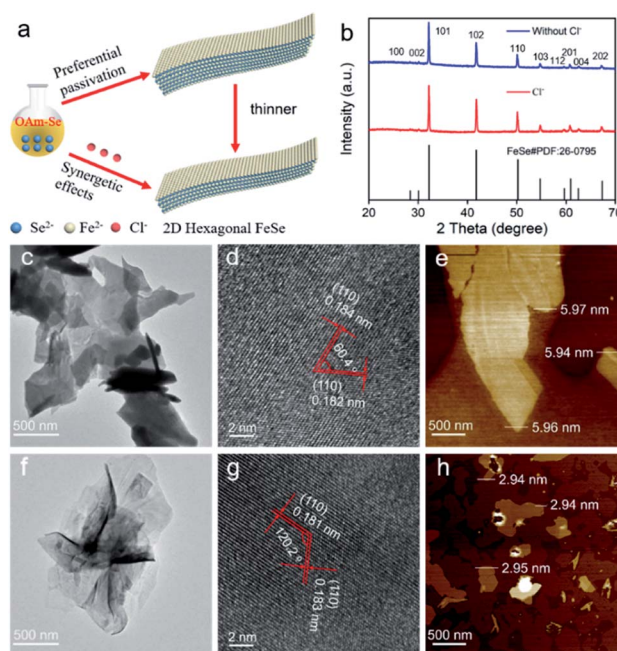 a
Preferential
passivation
OAm-Se
thinner
Synergetic
effects
Se²⁻ Fe²⁻ Cl⁻ 2D Hexagonal FeSe
b
Without Cl⁻
100 002 101 102 110 103 112 201 004 202
Cl⁻
FeSe#PDF:26-0795
Intensity (a.u.)
20 30 40 50 60 70
2 Theta (degree)
c
500 nm
d
(110)
0.184 nm
60.4°
(1̄10)
0.182 nm
2 nm
e
5.97 nm
5.94 nm
5.96 nm
500 nm
f
500 nm
g
(110)
0.181 nm
120.2°
(1̄10)
0.183 nm
2 nm
h
2.94 nm
2.94 nm
2.95 nm
500 nm